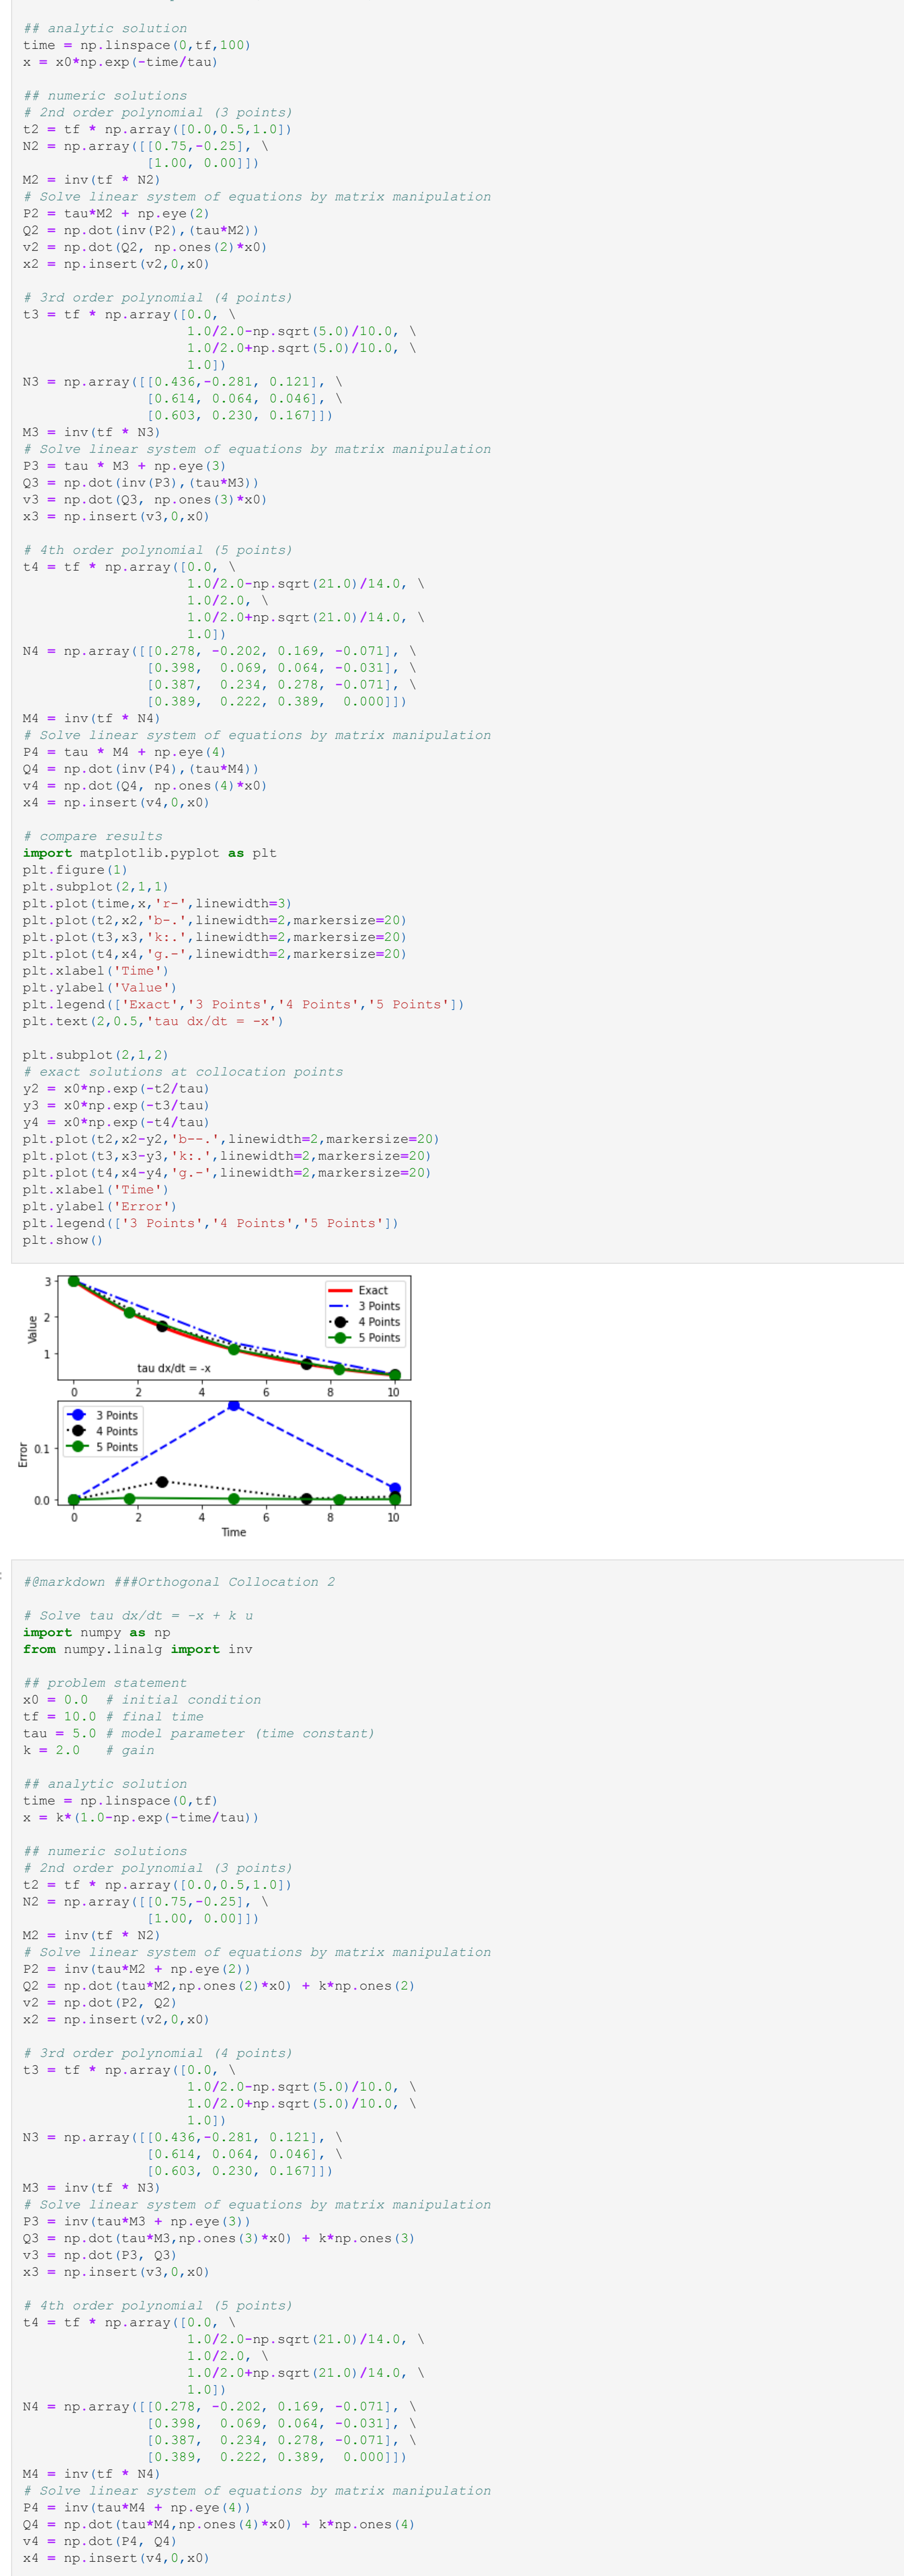 ## analytic solution
time = np.linspace(0,tf,100)
x = x0*np.exp(-time/tau)

## numeric solutions
# 2nd order polynomial (3 points)
t2 = tf * np.array([0.0,0.5,1.0])
N2 = np.array([[0.75,-0.25], \
               [1.00, 0.00]])
M2 = inv(tf * N2)
# Solve linear system of equations by matrix manipulation
P2 = tau*M2 + np.eye(2)
Q2 = np.dot(inv(P2),(tau*M2))
v2 = np.dot(Q2, np.ones(2)*x0)
x2 = np.insert(v2,0,x0)

# 3rd order polynomial (4 points)
t3 = tf * np.array([0.0, \
                    1.0/2.0-np.sqrt(5.0)/10.0, \
                    1.0/2.0+np.sqrt(5.0)/10.0, \
                    1.0])
N3 = np.array([[0.436,-0.281, 0.121], \
               [0.614, 0.064, 0.046], \
               [0.603, 0.230, 0.167]])
M3 = inv(tf * N3)
# Solve linear system of equations by matrix manipulation
P3 = tau * M3 + np.eye(3)
Q3 = np.dot(inv(P3),(tau*M3))
v3 = np.dot(Q3, np.ones(3)*x0)
x3 = np.insert(v3,0,x0)

# 4th order polynomial (5 points)
t4 = tf * np.array([0.0, \
                    1.0/2.0-np.sqrt(21.0)/14.0, \
                    1.0/2.0, \
                    1.0/2.0+np.sqrt(21.0)/14.0, \
                    1.0])
N4 = np.array([[0.278, -0.202, 0.169, -0.071], \
               [0.398,  0.069, 0.064, -0.031], \
               [0.387,  0.234, 0.278, -0.071], \
               [0.389,  0.222, 0.389,  0.000]])
M4 = inv(tf * N4)
# Solve linear system of equations by matrix manipulation
P4 = tau * M4 + np.eye(4)
Q4 = np.dot(inv(P4),(tau*M4))
v4 = np.dot(Q4, np.ones(4)*x0)
x4 = np.insert(v4,0,x0)

# compare results
import matplotlib.pyplot as plt
plt.figure(1)
plt.subplot(2,1,1)
plt.plot(time,x,'r-',linewidth=3)
plt.plot(t2,x2,'b-.',linewidth=2,markersize=20)
plt.plot(t3,x3,'k:.',linewidth=2,markersize=20)
plt.plot(t4,x4,'g.-',linewidth=2,markersize=20)
plt.xlabel('Time')
plt.ylabel('Value')
plt.legend(['Exact','3 Points','4 Points','5 Points'])
plt.text(2,0.5,'tau dx/dt = -x')

plt.subplot(2,1,2)
# exact solutions at collocation points
y2 = x0*np.exp(-t2/tau)
y3 = x0*np.exp(-t3/tau)
y4 = x0*np.exp(-t4/tau)
plt.plot(t2,x2-y2,'b--.',linewidth=2,markersize=20)
plt.plot(t3,x3-y3,'k:.',linewidth=2,markersize=20)
plt.plot(t4,x4-y4,'g.-',linewidth=2,markersize=20)
plt.xlabel('Time')
plt.ylabel('Error')
plt.legend(['3 Points','4 Points','5 Points'])
plt.show()

3
2
1
Value
Exact
3 Points
4 Points
5 Points
tau dx/dt = -x
0 2 4 6 8 10
3 Points
4 Points
5 Points
0.1
0.0
Error
0 2 4 6 8 10
Time

#@markdown ###Orthogonal Collocation 2

# Solve tau dx/dt = -x + k u
import numpy as np
from numpy.linalg import inv

## problem statement
x0 = 0.0  # initial condition
tf = 10.0 # final time
tau = 5.0 # model parameter (time constant)
k = 2.0   # gain

## analytic solution
time = np.linspace(0,tf)
x = k*(1.0-np.exp(-time/tau))

## numeric solutions
# 2nd order polynomial (3 points)
t2 = tf * np.array([0.0,0.5,1.0])
N2 = np.array([[0.75,-0.25], \
               [1.00, 0.00]])
M2 = inv(tf * N2)
# Solve linear system of equations by matrix manipulation
P2 = inv(tau*M2 + np.eye(2))
Q2 = np.dot(tau*M2,np.ones(2)*x0) + k*np.ones(2)
v2 = np.dot(P2, Q2)
x2 = np.insert(v2,0,x0)

# 3rd order polynomial (4 points)
t3 = tf * np.array([0.0, \
                    1.0/2.0-np.sqrt(5.0)/10.0, \
                    1.0/2.0+np.sqrt(5.0)/10.0, \
                    1.0])
N3 = np.array([[0.436,-0.281, 0.121], \
               [0.614, 0.064, 0.046], \
               [0.603, 0.230, 0.167]])
M3 = inv(tf * N3)
# Solve linear system of equations by matrix manipulation
P3 = inv(tau*M3 + np.eye(3))
Q3 = np.dot(tau*M3,np.ones(3)*x0) + k*np.ones(3)
v3 = np.dot(P3, Q3)
x3 = np.insert(v3,0,x0)

# 4th order polynomial (5 points)
t4 = tf * np.array([0.0, \
                    1.0/2.0-np.sqrt(21.0)/14.0, \
                    1.0/2.0, \
                    1.0/2.0+np.sqrt(21.0)/14.0, \
                    1.0])
N4 = np.array([[0.278, -0.202, 0.169, -0.071], \
               [0.398,  0.069, 0.064, -0.031], \
               [0.387,  0.234, 0.278, -0.071], \
               [0.389,  0.222, 0.389,  0.000]])
M4 = inv(tf * N4)
# Solve linear system of equations by matrix manipulation
P4 = inv(tau*M4 + np.eye(4))
Q4 = np.dot(tau*M4,np.ones(4)*x0) + k*np.ones(4)
v4 = np.dot(P4, Q4)
x4 = np.insert(v4,0,x0)